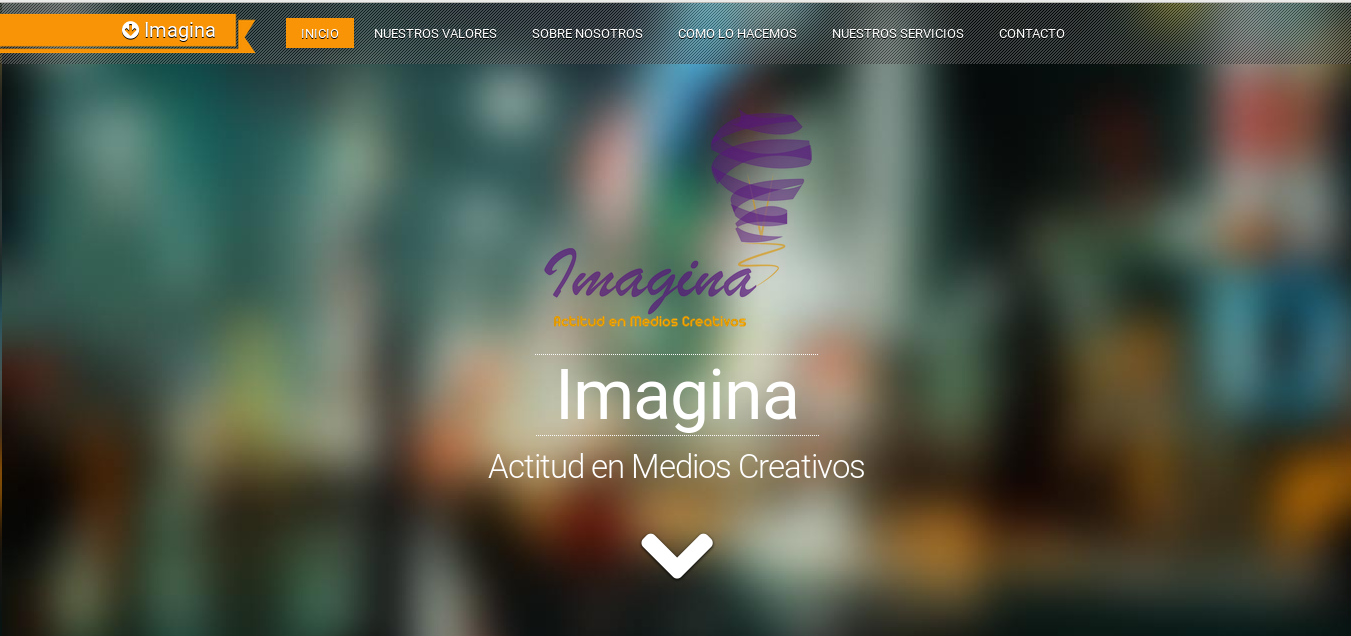 Imagina
INICIO NUESTROS VALORES SOBRE NOSOTROS COMO LO HACEMOS NUESTROS SERVICIOS CONTACTO
Imagina
Actitud en Medios Creativos
Imagina
Actitud en Medios Creativos